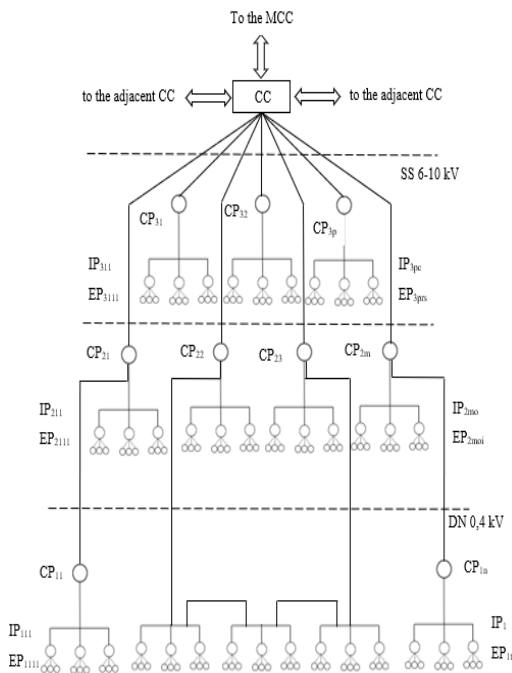 To the MCC
to the adjacent CC
CC
to the adjacent CC
SS 6-10 kV
CP31
CP32
CP3p
IP311
IP3pc
EP3111
EP3prs
CP21
CP22
CP23
CP2m
IP211
IP2mo
EP2111
EP2moi
DN 0,4 kV
CP11
CP1n
IP111
IP1
EP1111
EP1